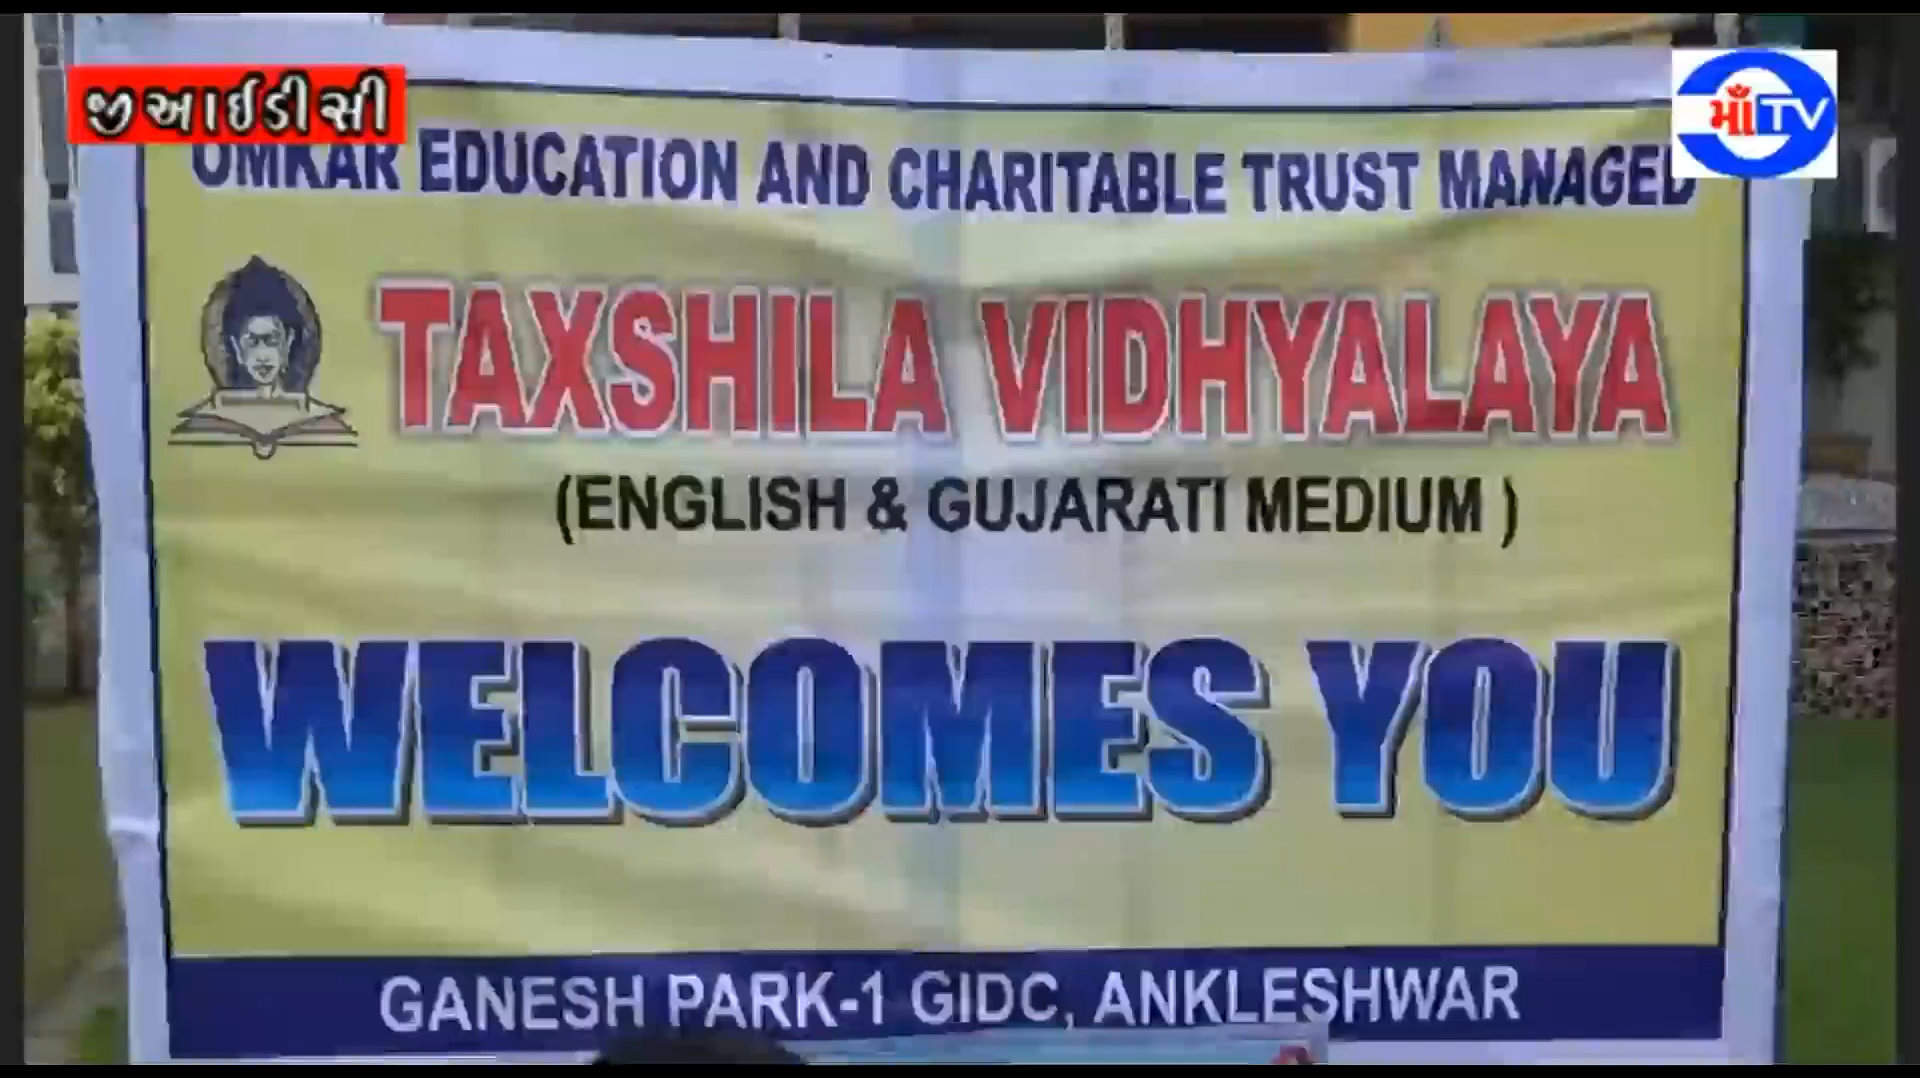 જીઆઈડીસી
માઁTV
OMKAR EDUCATION AND CHARITABLE TRUST MANAGED
TAXSHILA VIDHYALAYA
(ENGLISH & GUJARATI MEDIUM )
WELCOMES YOU
GANESH PARK-1 GIDC, ANKLESHWAR